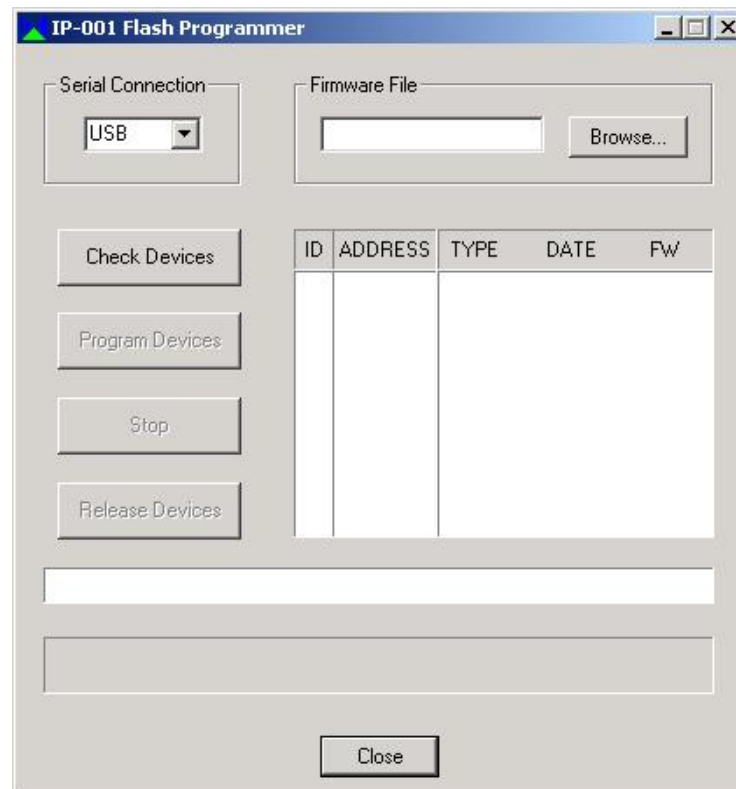 IP-001 Flash Programmer
Serial Connection
USB
Firmware File
Browse...
Check Devices
Program Devices
Stop
Release Devices
ID ADDRESS TYPE DATE FW
Close